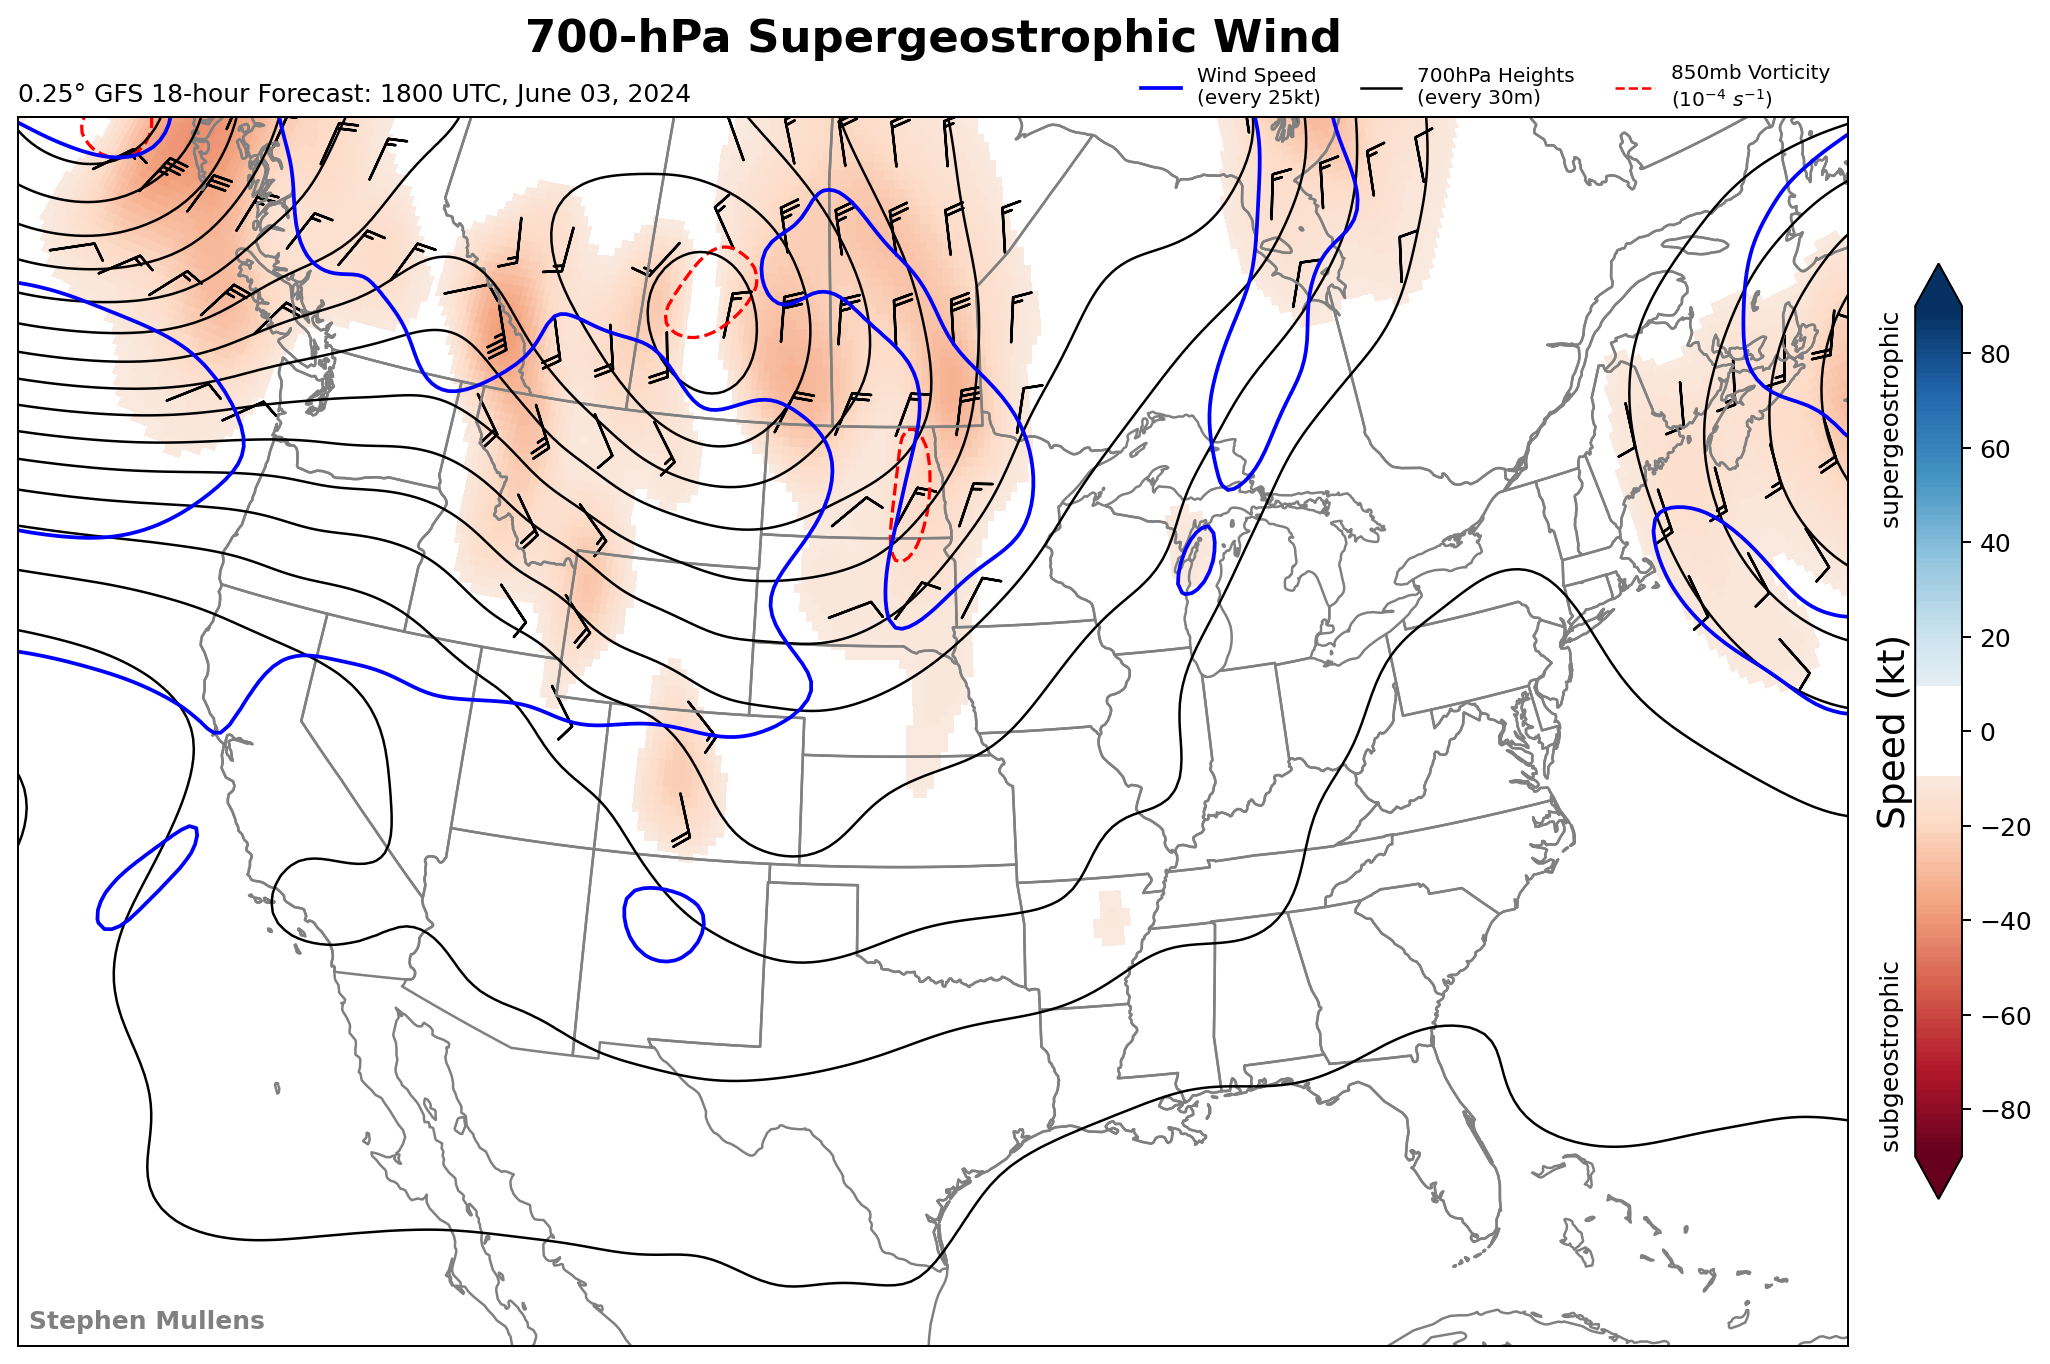 700-hPa Supergeostrophic Wind
0.25° GFS 18-hour Forecast: 1800 UTC, June 03, 2024
Wind Speed
(every 25kt)
700hPa Heights
(every 30m)
850mb Vorticity
(10⁻⁴ s⁻¹)
supergeostrophic
Speed (kt)
subgeostrophic
80
60
40
20
0
−20
−40
−60
−80
Stephen Mullens